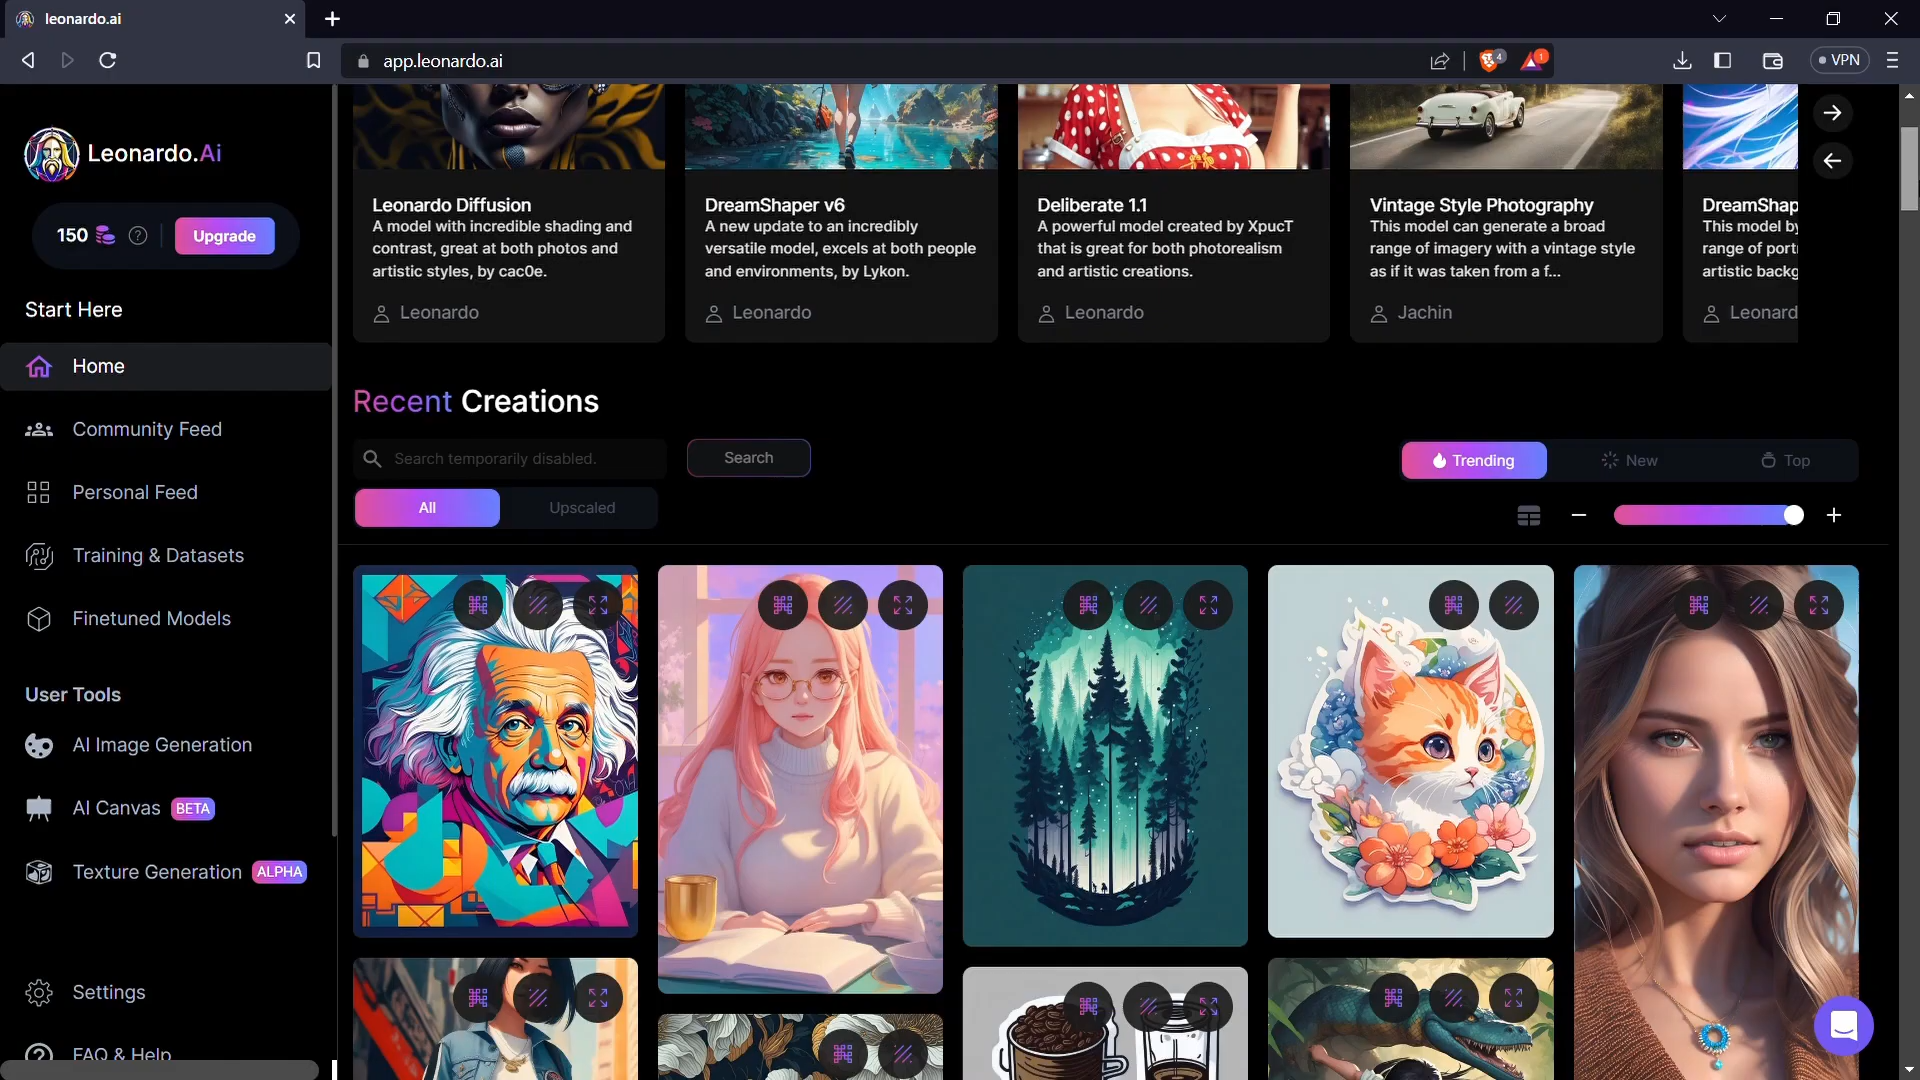 leonardo.ai
app.leonardo.ai
4
1
VPN
Leonardo.Ai
150
Upgrade
Start Here
Home
Community Feed
Personal Feed
Training & Datasets
Finetuned Models
User Tools
AI Image Generation
AI Canvas BETA
Texture Generation ALPHA
Settings
FAQ & Help
Leonardo Diffusion
A model with incredible shading and
contrast, great at both photos and
artistic styles, by cac0e.
Leonardo
DreamShaper v6
A new update to an incredibly
versatile model, excels at both people
and environments, by Lykon.
Leonardo
Deliberate 1.1
A powerful model created by XpucT
that is great for both photorealism
and artistic creations.
Leonardo
Vintage Style Photography
This model can generate a broad
range of imagery with a vintage style
as if it was taken from a f...
Jachin
DreamShap
This model by
range of port
artistic backg
Leonard
Recent Creations
Search temporarily disabled.
Search
Trending
New
Top
All
Upscaled